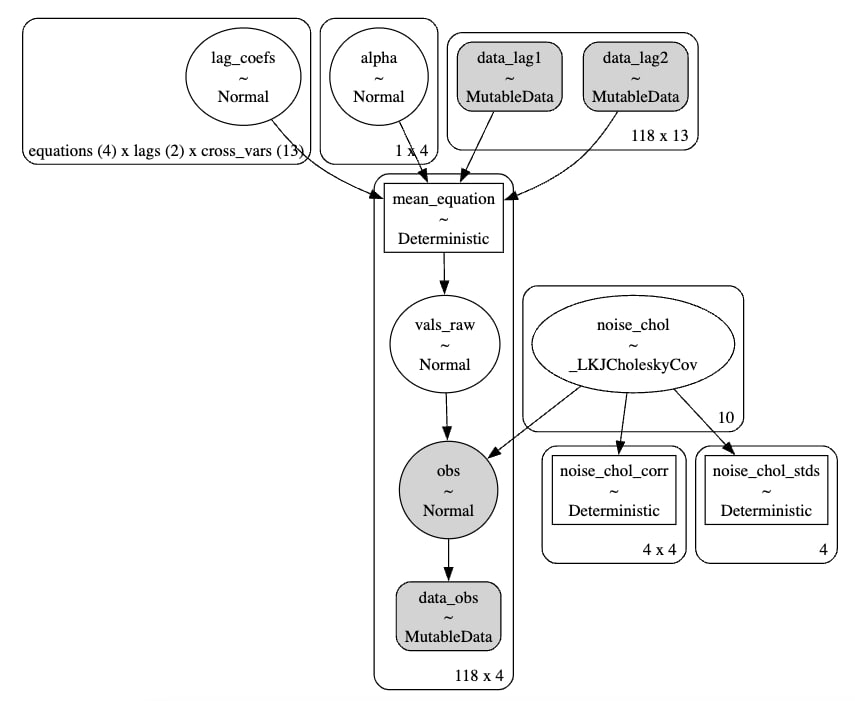 lag_coefs
~
Normal
equations (4) x lags (2) x cross_vars (13)
alpha
~
Normal
1 x 4
data_lag1
~
MutableData
data_lag2
~
MutableData
118 x 13
mean_equation
~
Deterministic
vals_raw
~
Normal
noise_chol
~
_LKJCholeskyCov
10
obs
~
Normal
noise_chol_corr
~
Deterministic
4 x 4
noise_chol_stds
~
Deterministic
4
data_obs
~
MutableData
118 x 4